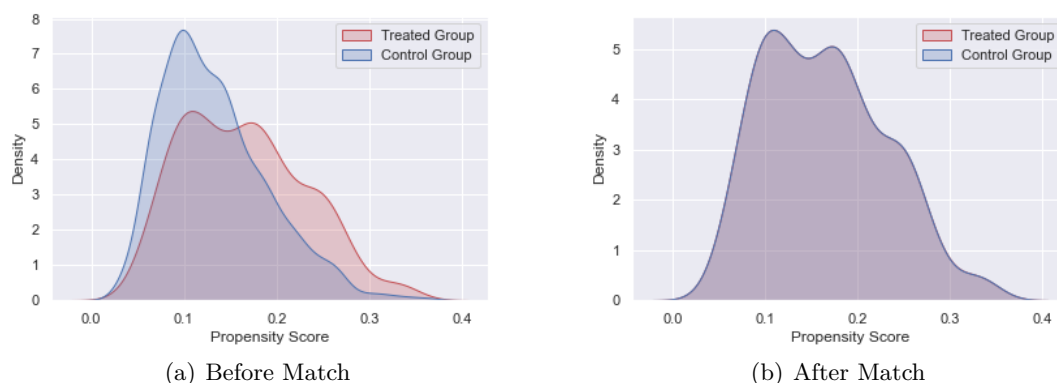 8
7
6
5
4
3
2
1
0
Density
0.0 0.1 0.2 0.3 0.4
Propensity Score
Treated Group
Control Group
(a) Before Match
5
4
3
2
1
0
Density
0.0 0.1 0.2 0.3 0.4
Propensity Score
Treated Group
Control Group
(b) After Match